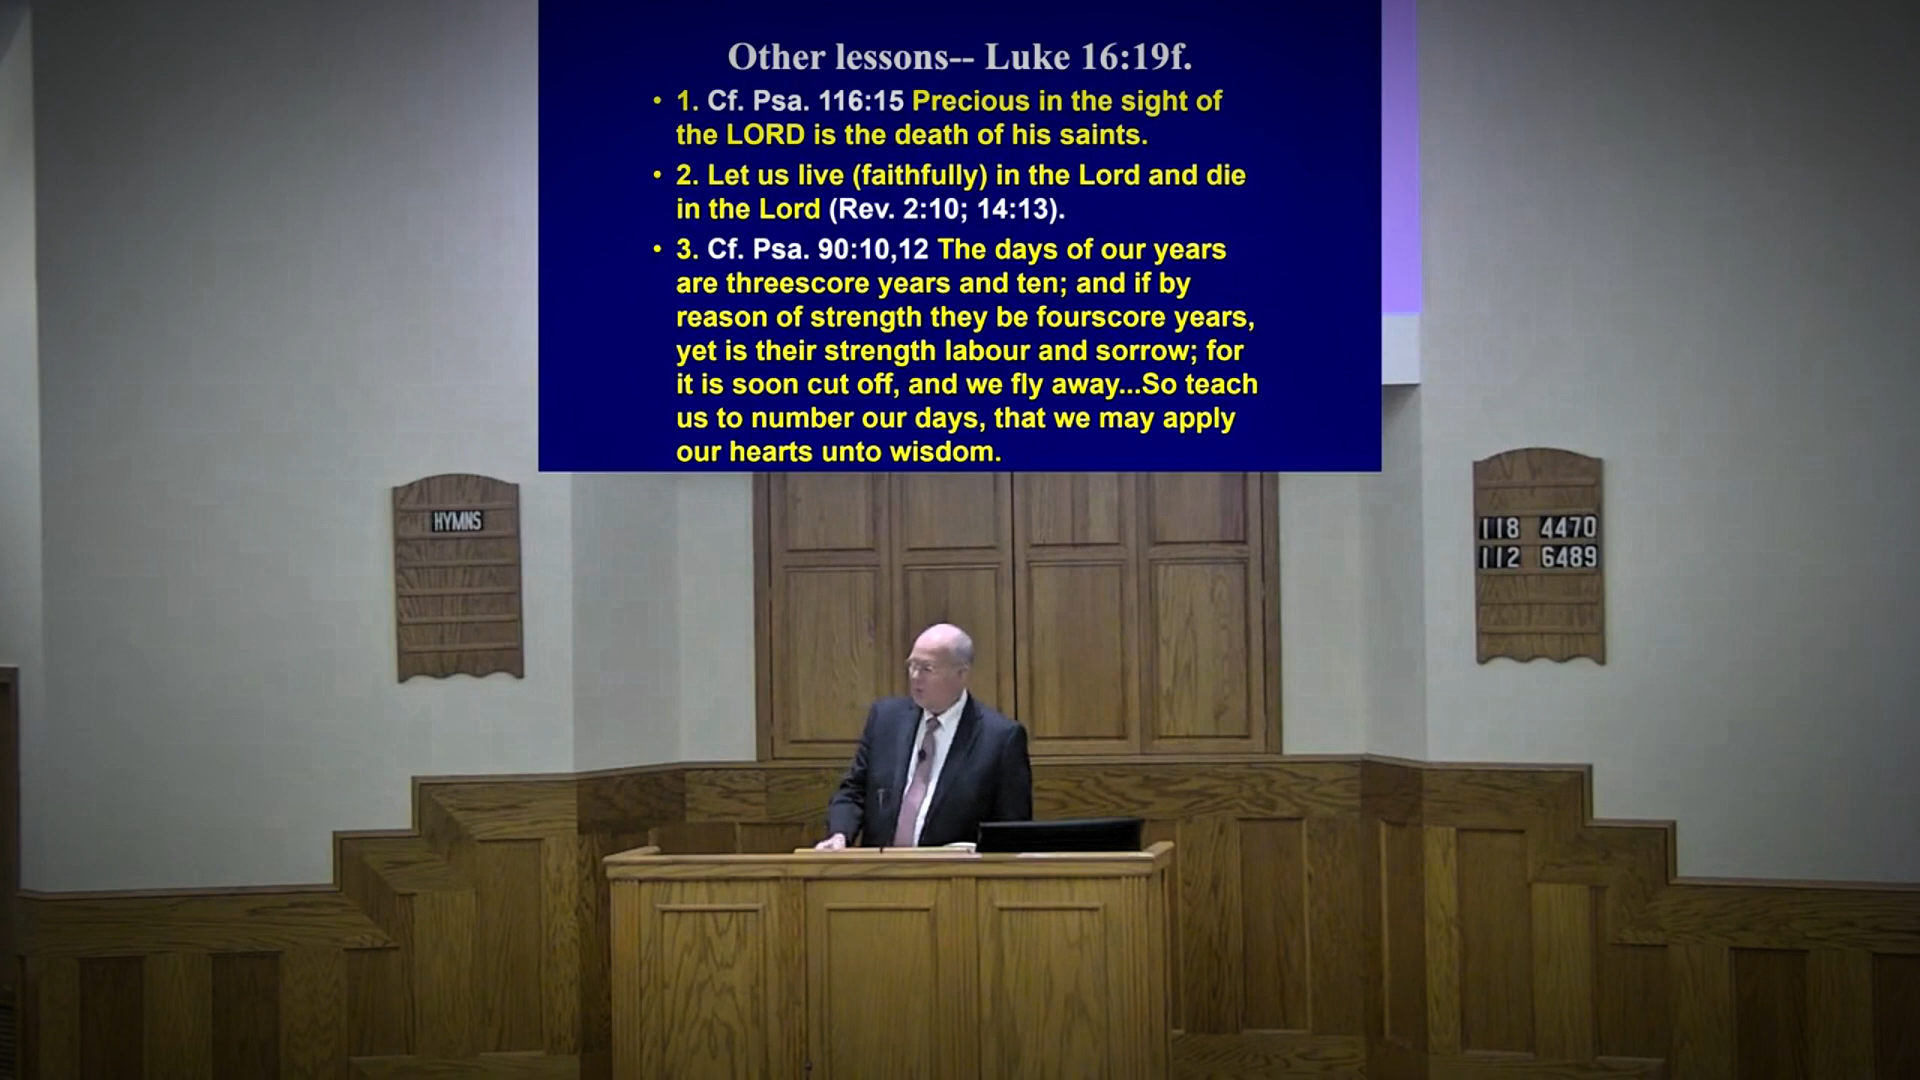 Other lessons-- Luke 16:19f.
• 1. Cf. Psa. 116:15 Precious in the sight of
the LORD is the death of his saints.
• 2. Let us live (faithfully) in the Lord and die
in the Lord (Rev. 2:10; 14:13).
• 3. Cf. Psa. 90:10,12 The days of our years
are threescore years and ten; and if by
reason of strength they be fourscore years,
yet is their strength labour and sorrow; for
it is soon cut off, and we fly away...So teach
us to number our days, that we may apply
our hearts unto wisdom.
HYMNS
118 4470
112 6489